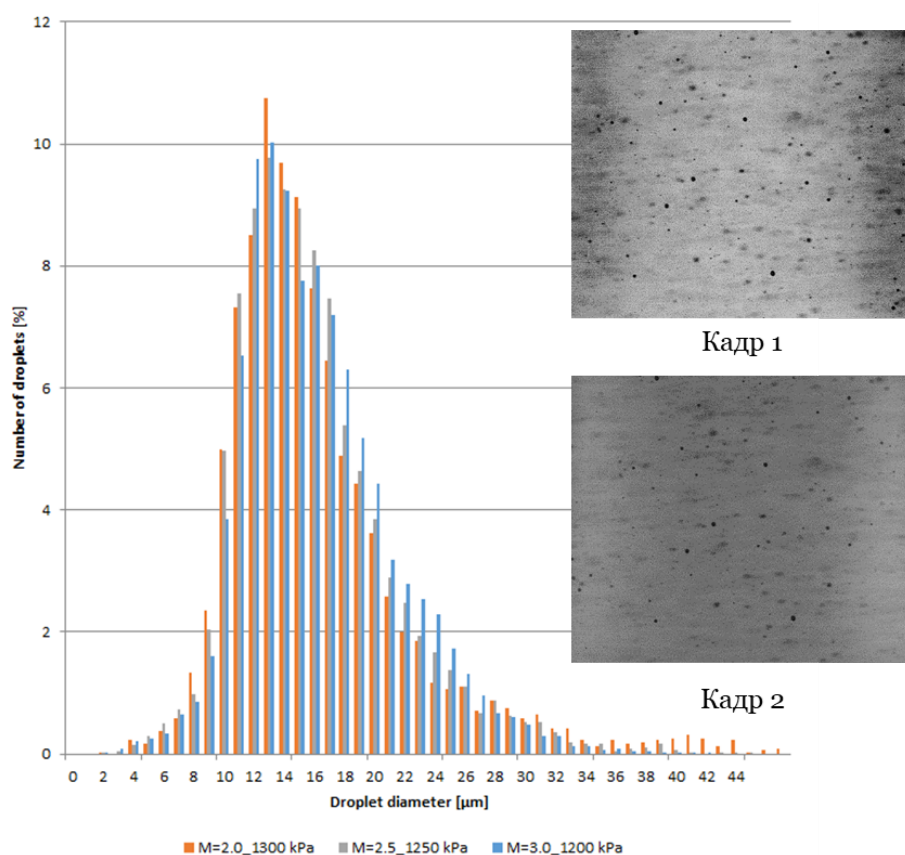 12
10
8
6
4
2
0
Number of droplets [%]
0 2 4 6 8 10 12 14 16 18 20 22 24 26 28 30 32 34 36 38 40 42 44
Droplet diameter [µm]
M=2.0_1300 kPa M=2.5_1250 kPa M=3.0_1200 kPa
Кадр 1
Кадр 2